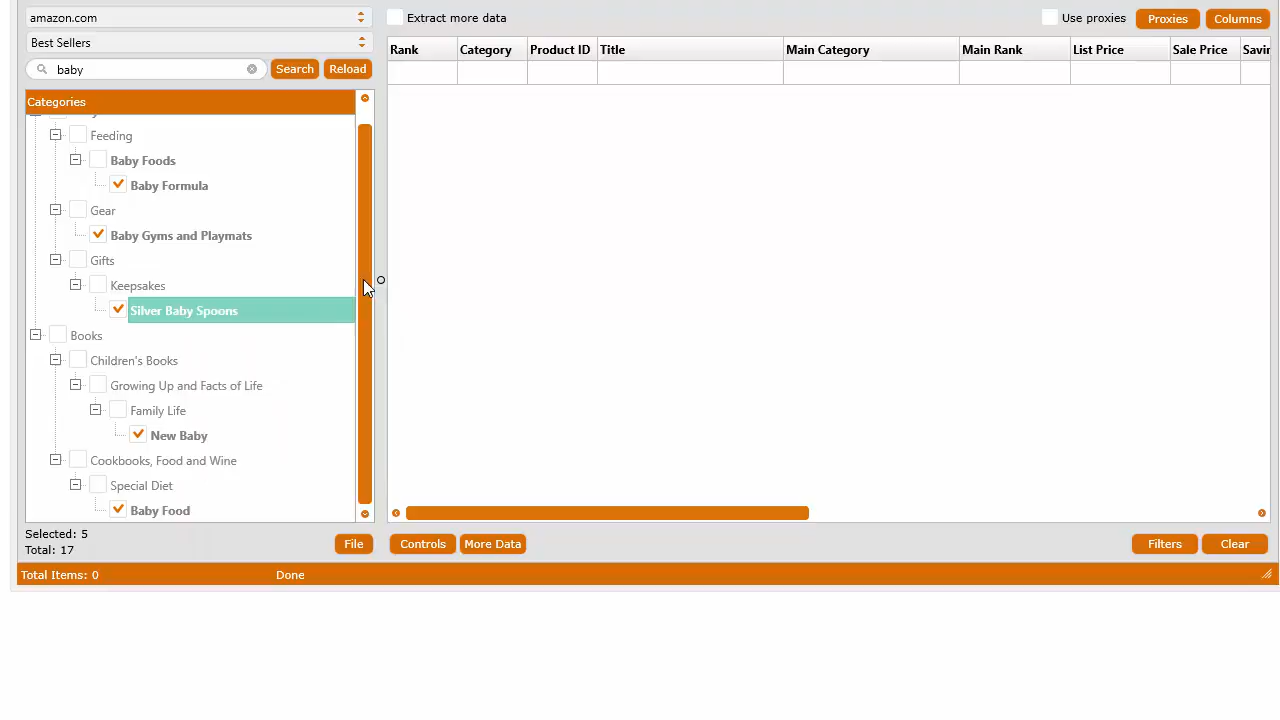 amazon.com
Extract more data
Use proxies
Proxies
Columns
Best Sellers
baby
Search
Reload
Rank Category Product ID Title Main Category Main Rank List Price Sale Price
Categories
Feeding
Baby Foods
Baby Formula
Gear
Baby Gyms and Playmats
Gifts
Keepsakes
Silver Baby Spoons
Books
Children's Books
Growing Up and Facts of Life
Family Life
New Baby
Cookbooks, Food and Wine
Special Diet
Baby Food
Selected: 5
Total: 17
File
Controls
More Data
Filters
Clear
Total Items: 0
Done